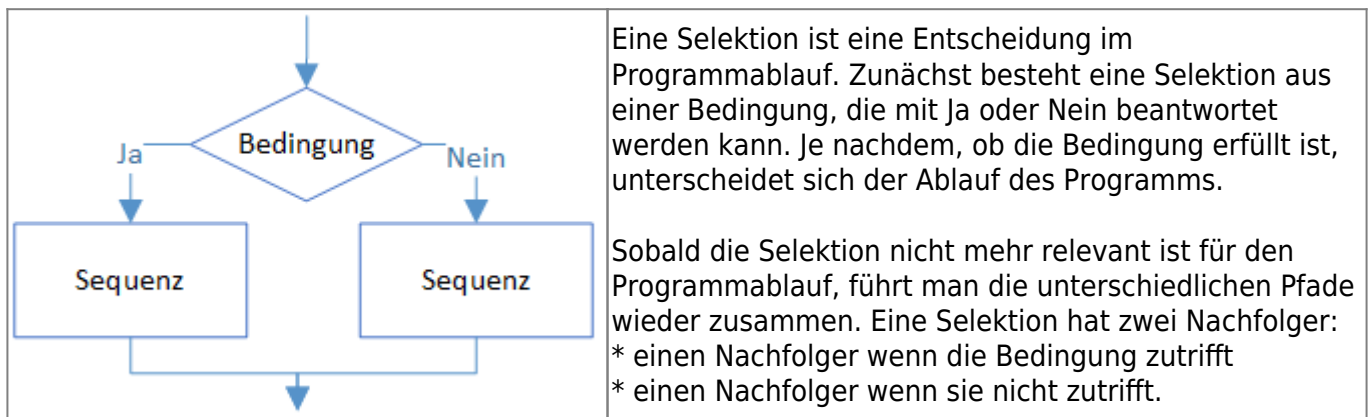 Bedingung
Ja
Nein
Sequenz
Sequenz
Eine Selektion ist eine Entscheidung im
Programmablauf. Zunächst besteht eine Selektion aus
einer Bedingung, die mit Ja oder Nein beantwortet
werden kann. Je nachdem, ob die Bedingung erfüllt ist,
unterscheidet sich der Ablauf des Programms.
Sobald die Selektion nicht mehr relevant ist für den
Programmablauf, führt man die unterschiedlichen Pfade
wieder zusammen. Eine Selektion hat zwei Nachfolger:
* einen Nachfolger wenn die Bedingung zutrifft
* einen Nachfolger wenn sie nicht zutrifft.